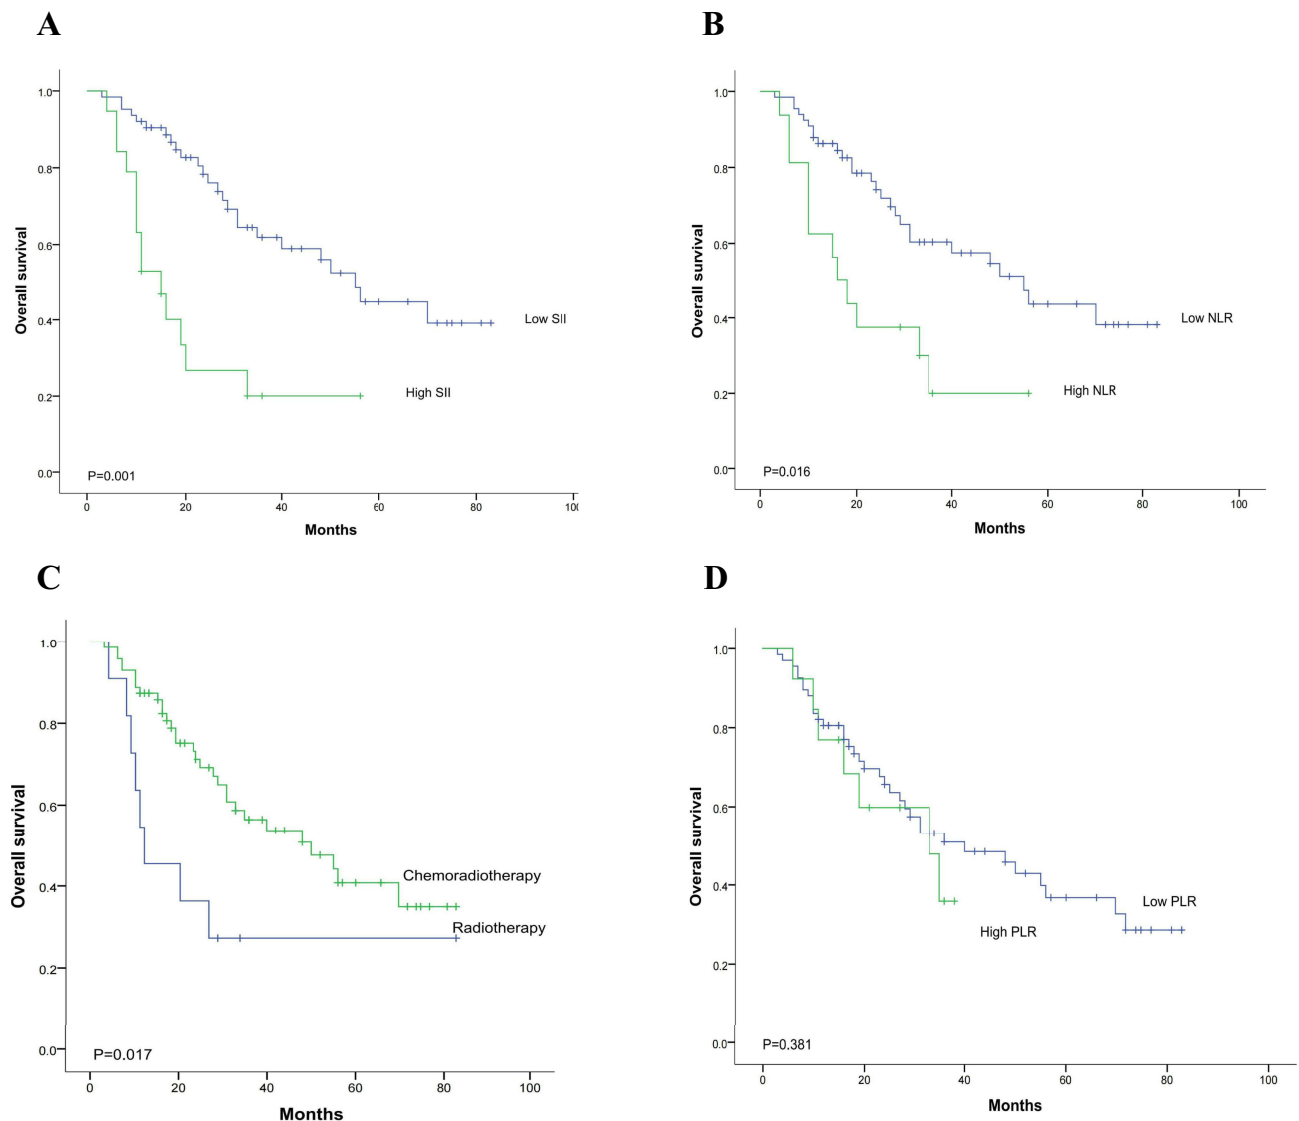 A
1.0
0.8
0.6
0.4
0.2
0.0
Overall survival
Low SII
High SII
P=0.001
0 20 40 60 80 100
Months
B
1.0
0.8
0.6
0.4
0.2
0.0
Overall survival
Low NLR
High NLR
P=0.016
0 20 40 60 80 100
Months
C
1.0
0.8
0.6
0.4
0.2
0.0
Overall survival
Chemoradiotherapy
Radiotherapy
P=0.017
0 20 40 60 80 100
Months
D
1.0
0.8
0.6
0.4
0.2
0.0
Overall survival
Low PLR
High PLR
P=0.381
0 20 40 60 80 100
Months